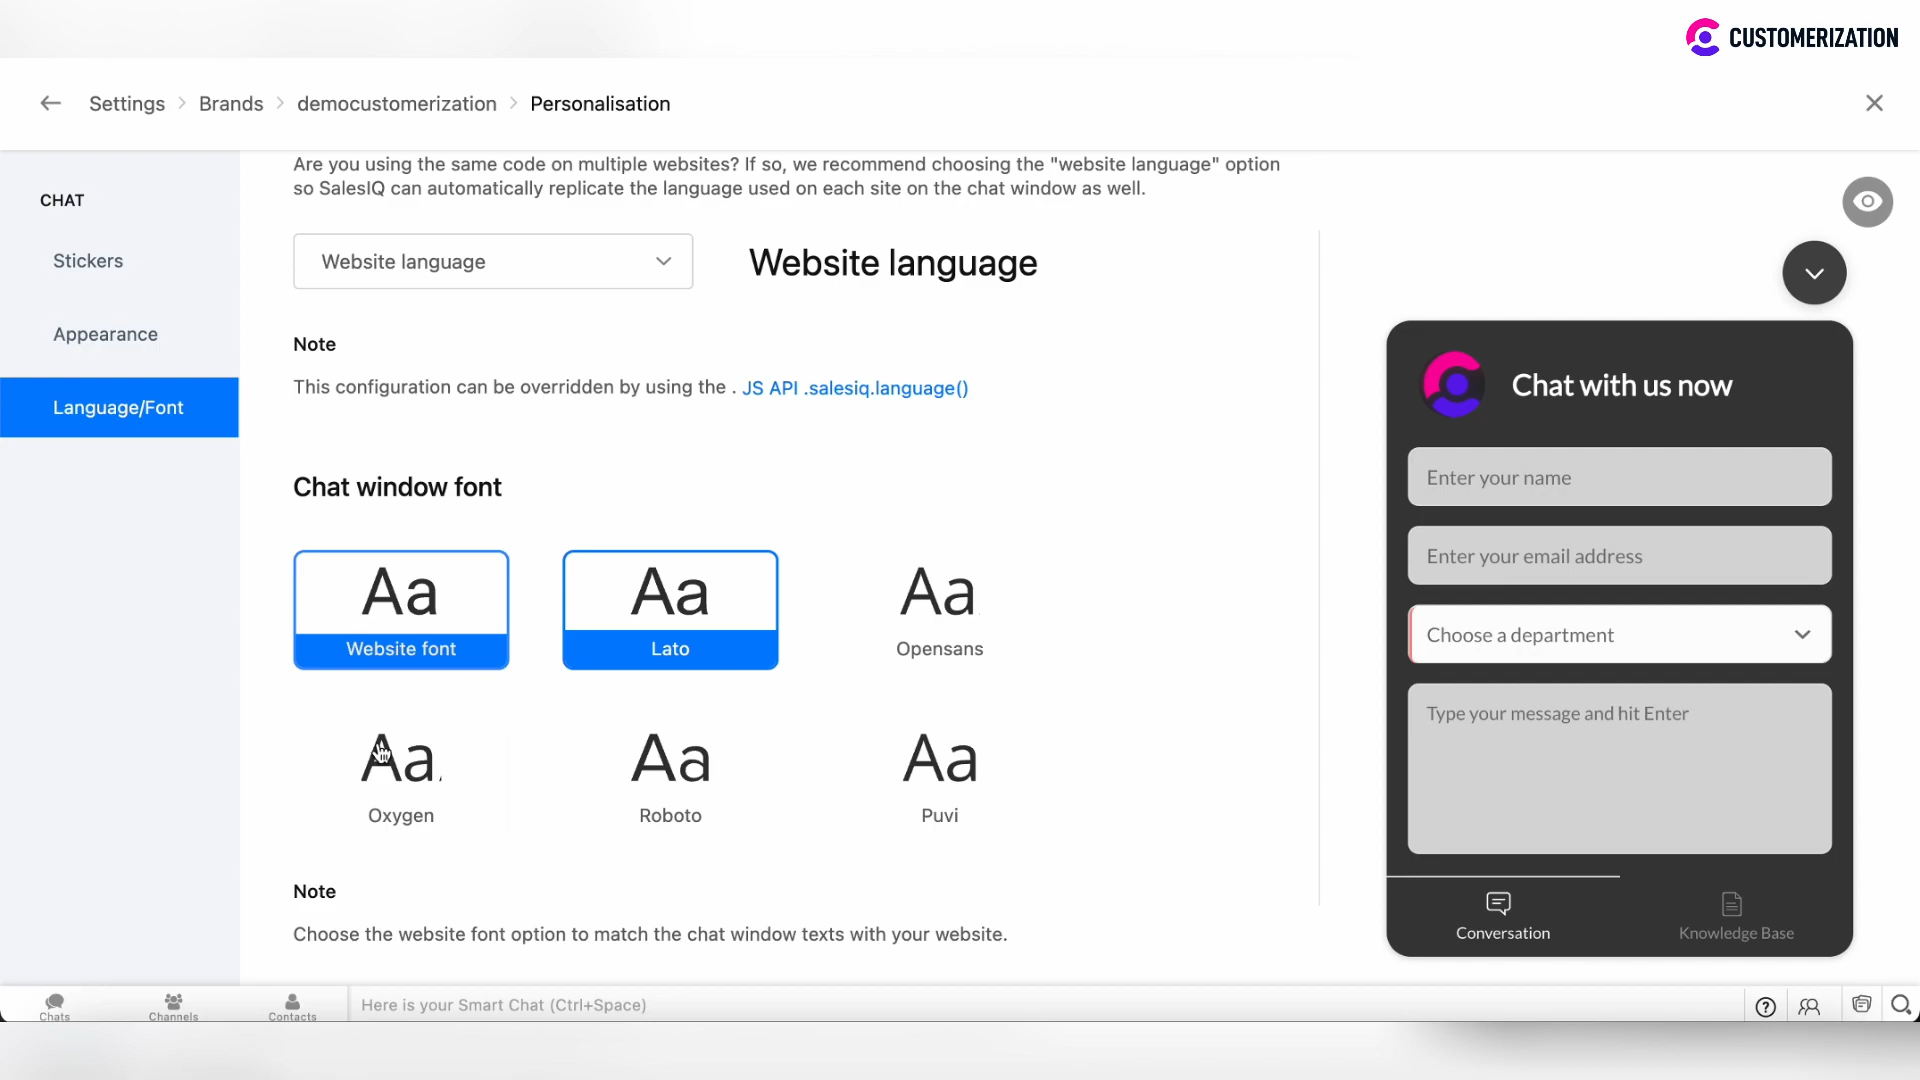 CUSTOMERIZATION
Settings > Brands > democustomerization > Personalisation
CHAT
Stickers
Appearance
Language/Font
Are you using the same code on multiple websites? If so, we recommend choosing the "website language" option
so SalesIQ can automatically replicate the language used on each site on the chat window as well.
Website language
Website language
Note
This configuration can be overridden by using the . JS API .salesiq.language()
Chat window font
Aa
Website font
Aa
Lato
Aa
Opensans
Aa
Oxygen
Aa
Roboto
Aa
Puvi
Note
Choose the website font option to match the chat window texts with your website.
Chat with us now
Enter your name
Enter your email address
Choose a department
Type your message and hit Enter
Conversation
Knowledge Base
Chats
Channels
Contacts
Here is your Smart Chat (Ctrl+Space)